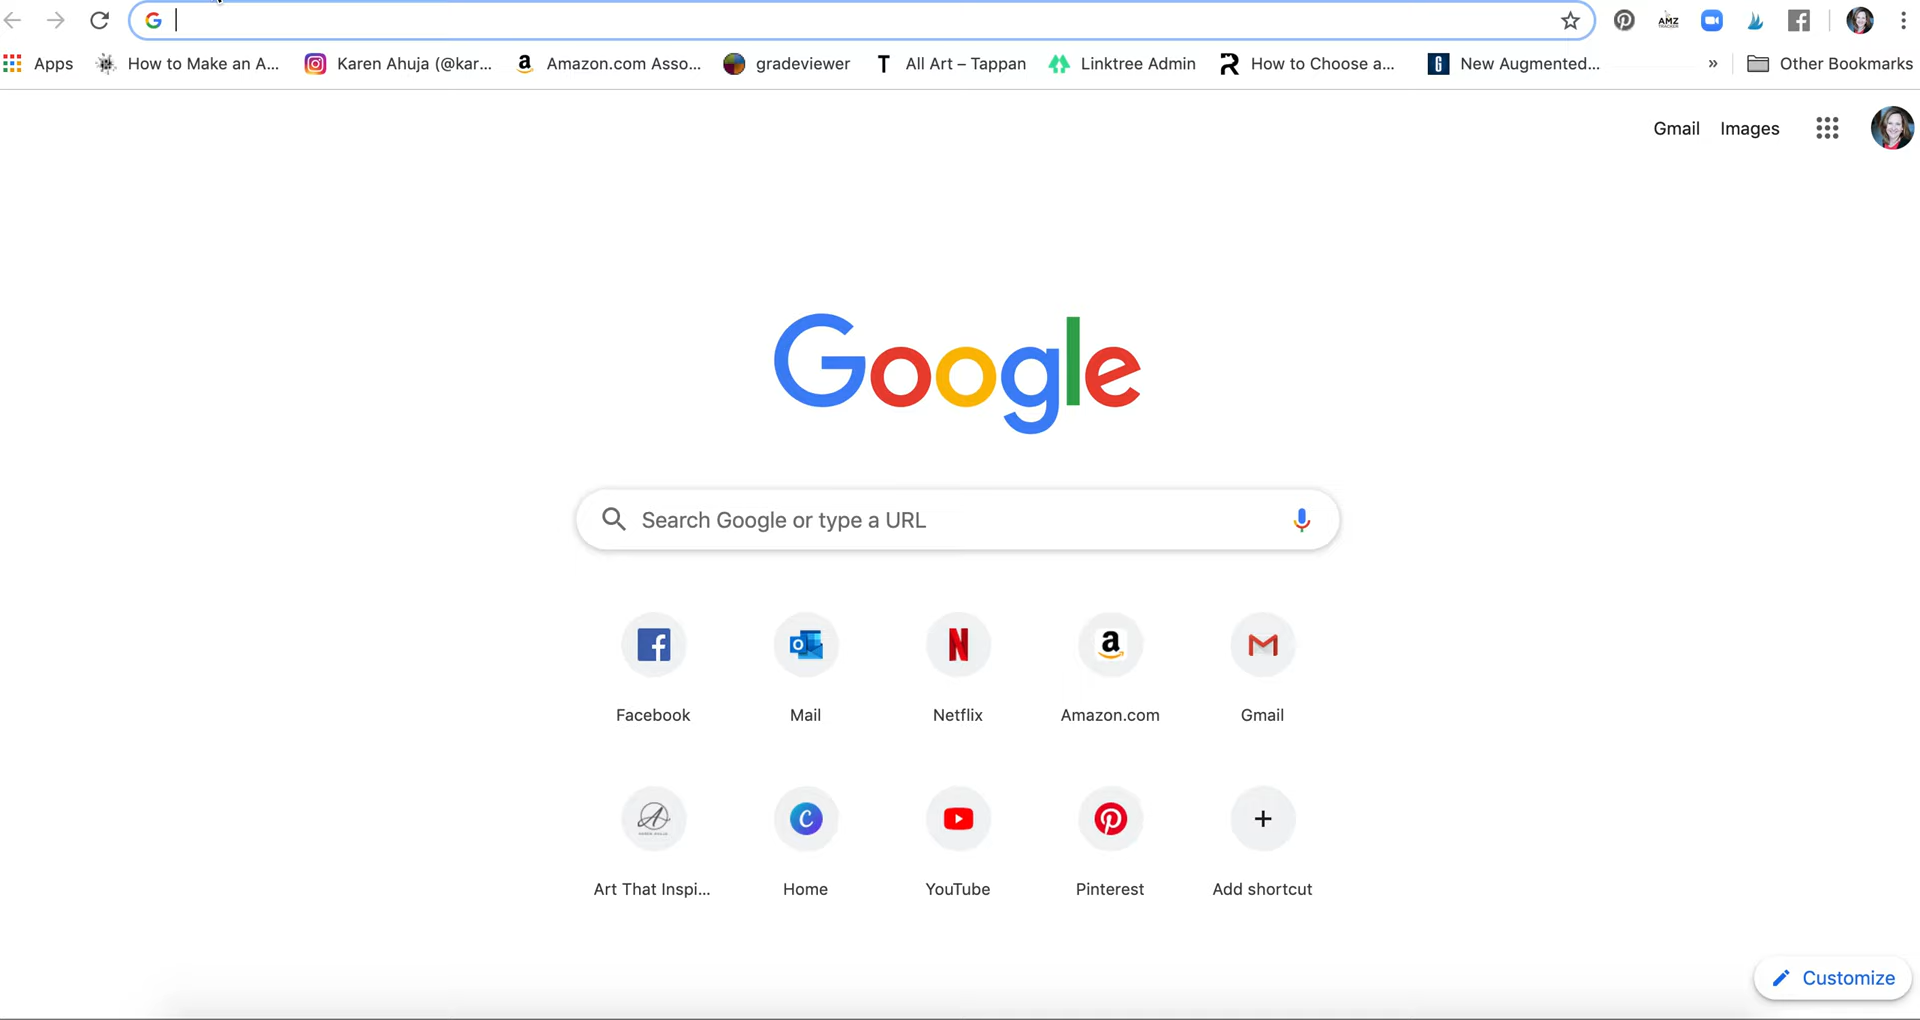 AMZ
Apps How to Make an A... Karen Ahuja (@kar... Amazon.com Asso... gradeviewer All Art – Tappan Linktree Admin How to Choose a... New Augmented... » Other Bookmarks
Gmail Images
Google
Search Google or type a URL
Facebook Mail Netflix Amazon.com Gmail
Art That Inspi... Home YouTube Pinterest Add shortcut
Customize